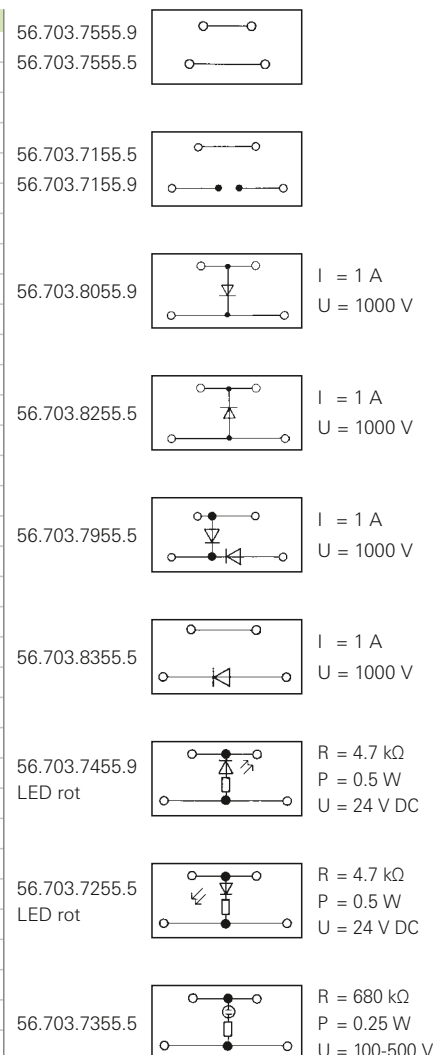 56.703.7555.9
56.703.7555.5
56.703.7155.5
56.703.7155.9
56.703.8055.9
I = 1 A
U = 1000 V
56.703.8255.5
I = 1 A
U = 1000 V
56.703.7955.5
I = 1 A
U = 1000 V
56.703.8355.5
I = 1 A
U = 1000 V
56.703.7455.9
LED rot
R = 4.7 kΩ
P = 0.5 W
U = 24 V DC
56.703.7255.5
LED rot
R = 4.7 kΩ
P = 0.5 W
U = 24 V DC
56.703.7355.5
R = 680 kΩ
P = 0.25 W
U = 100-500 V